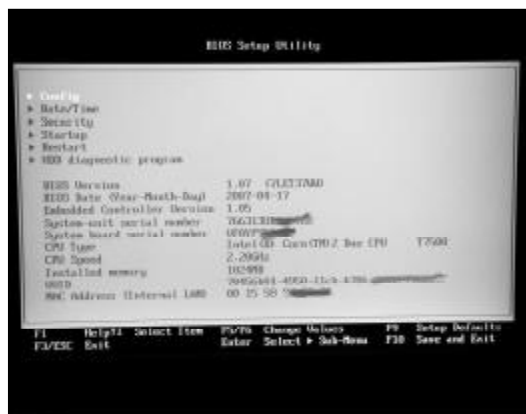 BIOS Setup Utility
Config
Date/Time
Security
Startup
Restart
HDD diagnostic program
BIOS Version 1.07
BIOS Date (Year-Month-Day) 2007-04-17
Embedded Controller Version 1.05
System-unit serial number
System board serial number
CPU Type Intel(R) Core(TM)2 Duo CPU T7500
CPU Speed 2.20GHz
Installed memory 1024MB
UUID
MAC Address (Internal LAN) 00 15 58
F1 Help ↑↓ Select Item F5/F6 Change Values F9 Setup Defaults
F3/ESC Exit Enter Select ▸ Sub-Menu F10 Save and Exit